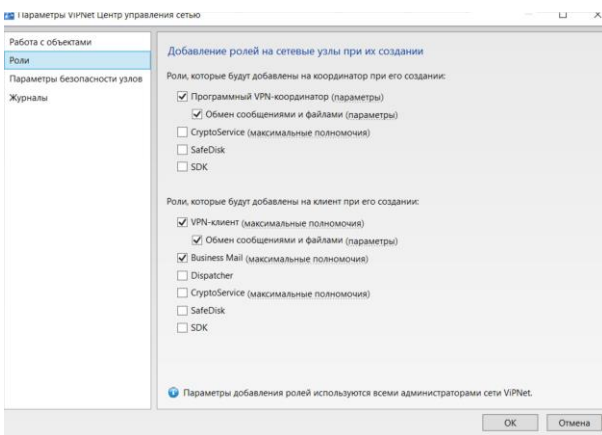 Параметры ViPNet Центр управления сетью
Работа с объектами
Роли
Параметры безопасности узлов
Журналы
Добавление ролей на сетевые узлы при их создании
Роли, которые будут добавлены на координатор при его создании:
Программный VPN-координатор (параметры)
Обмен сообщениями и файлами (параметры)
CryptoService (максимальные полномочия)
SafeDisk
SDK
Роли, которые будут добавлены на клиент при его создании:
VPN-клиент (максимальные полномочия)
Обмен сообщениями и файлами (параметры)
Business Mail (максимальные полномочия)
Dispatcher
CryptoService (максимальные полномочия)
SafeDisk
SDK
Параметры добавления ролей используются всеми администраторами сети ViPNet.
ОК Отмена